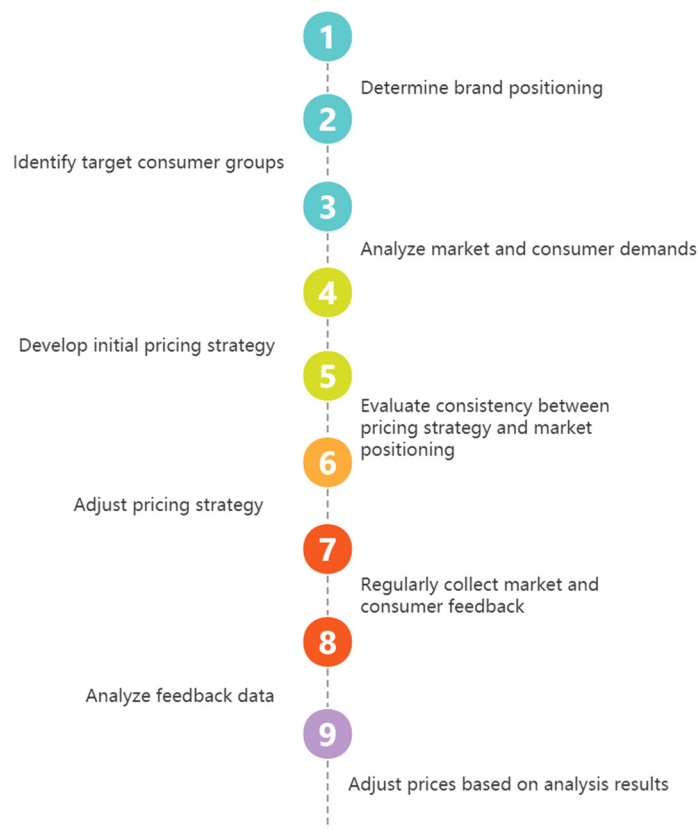 1
Determine brand positioning
2
Identify target consumer groups
3
Analyze market and consumer demands
4
Develop initial pricing strategy
5
Evaluate consistency between
pricing strategy and market
positioning
6
Adjust pricing strategy
7
Regularly collect market and
consumer feedback
8
Analyze feedback data
9
Adjust prices based on analysis results